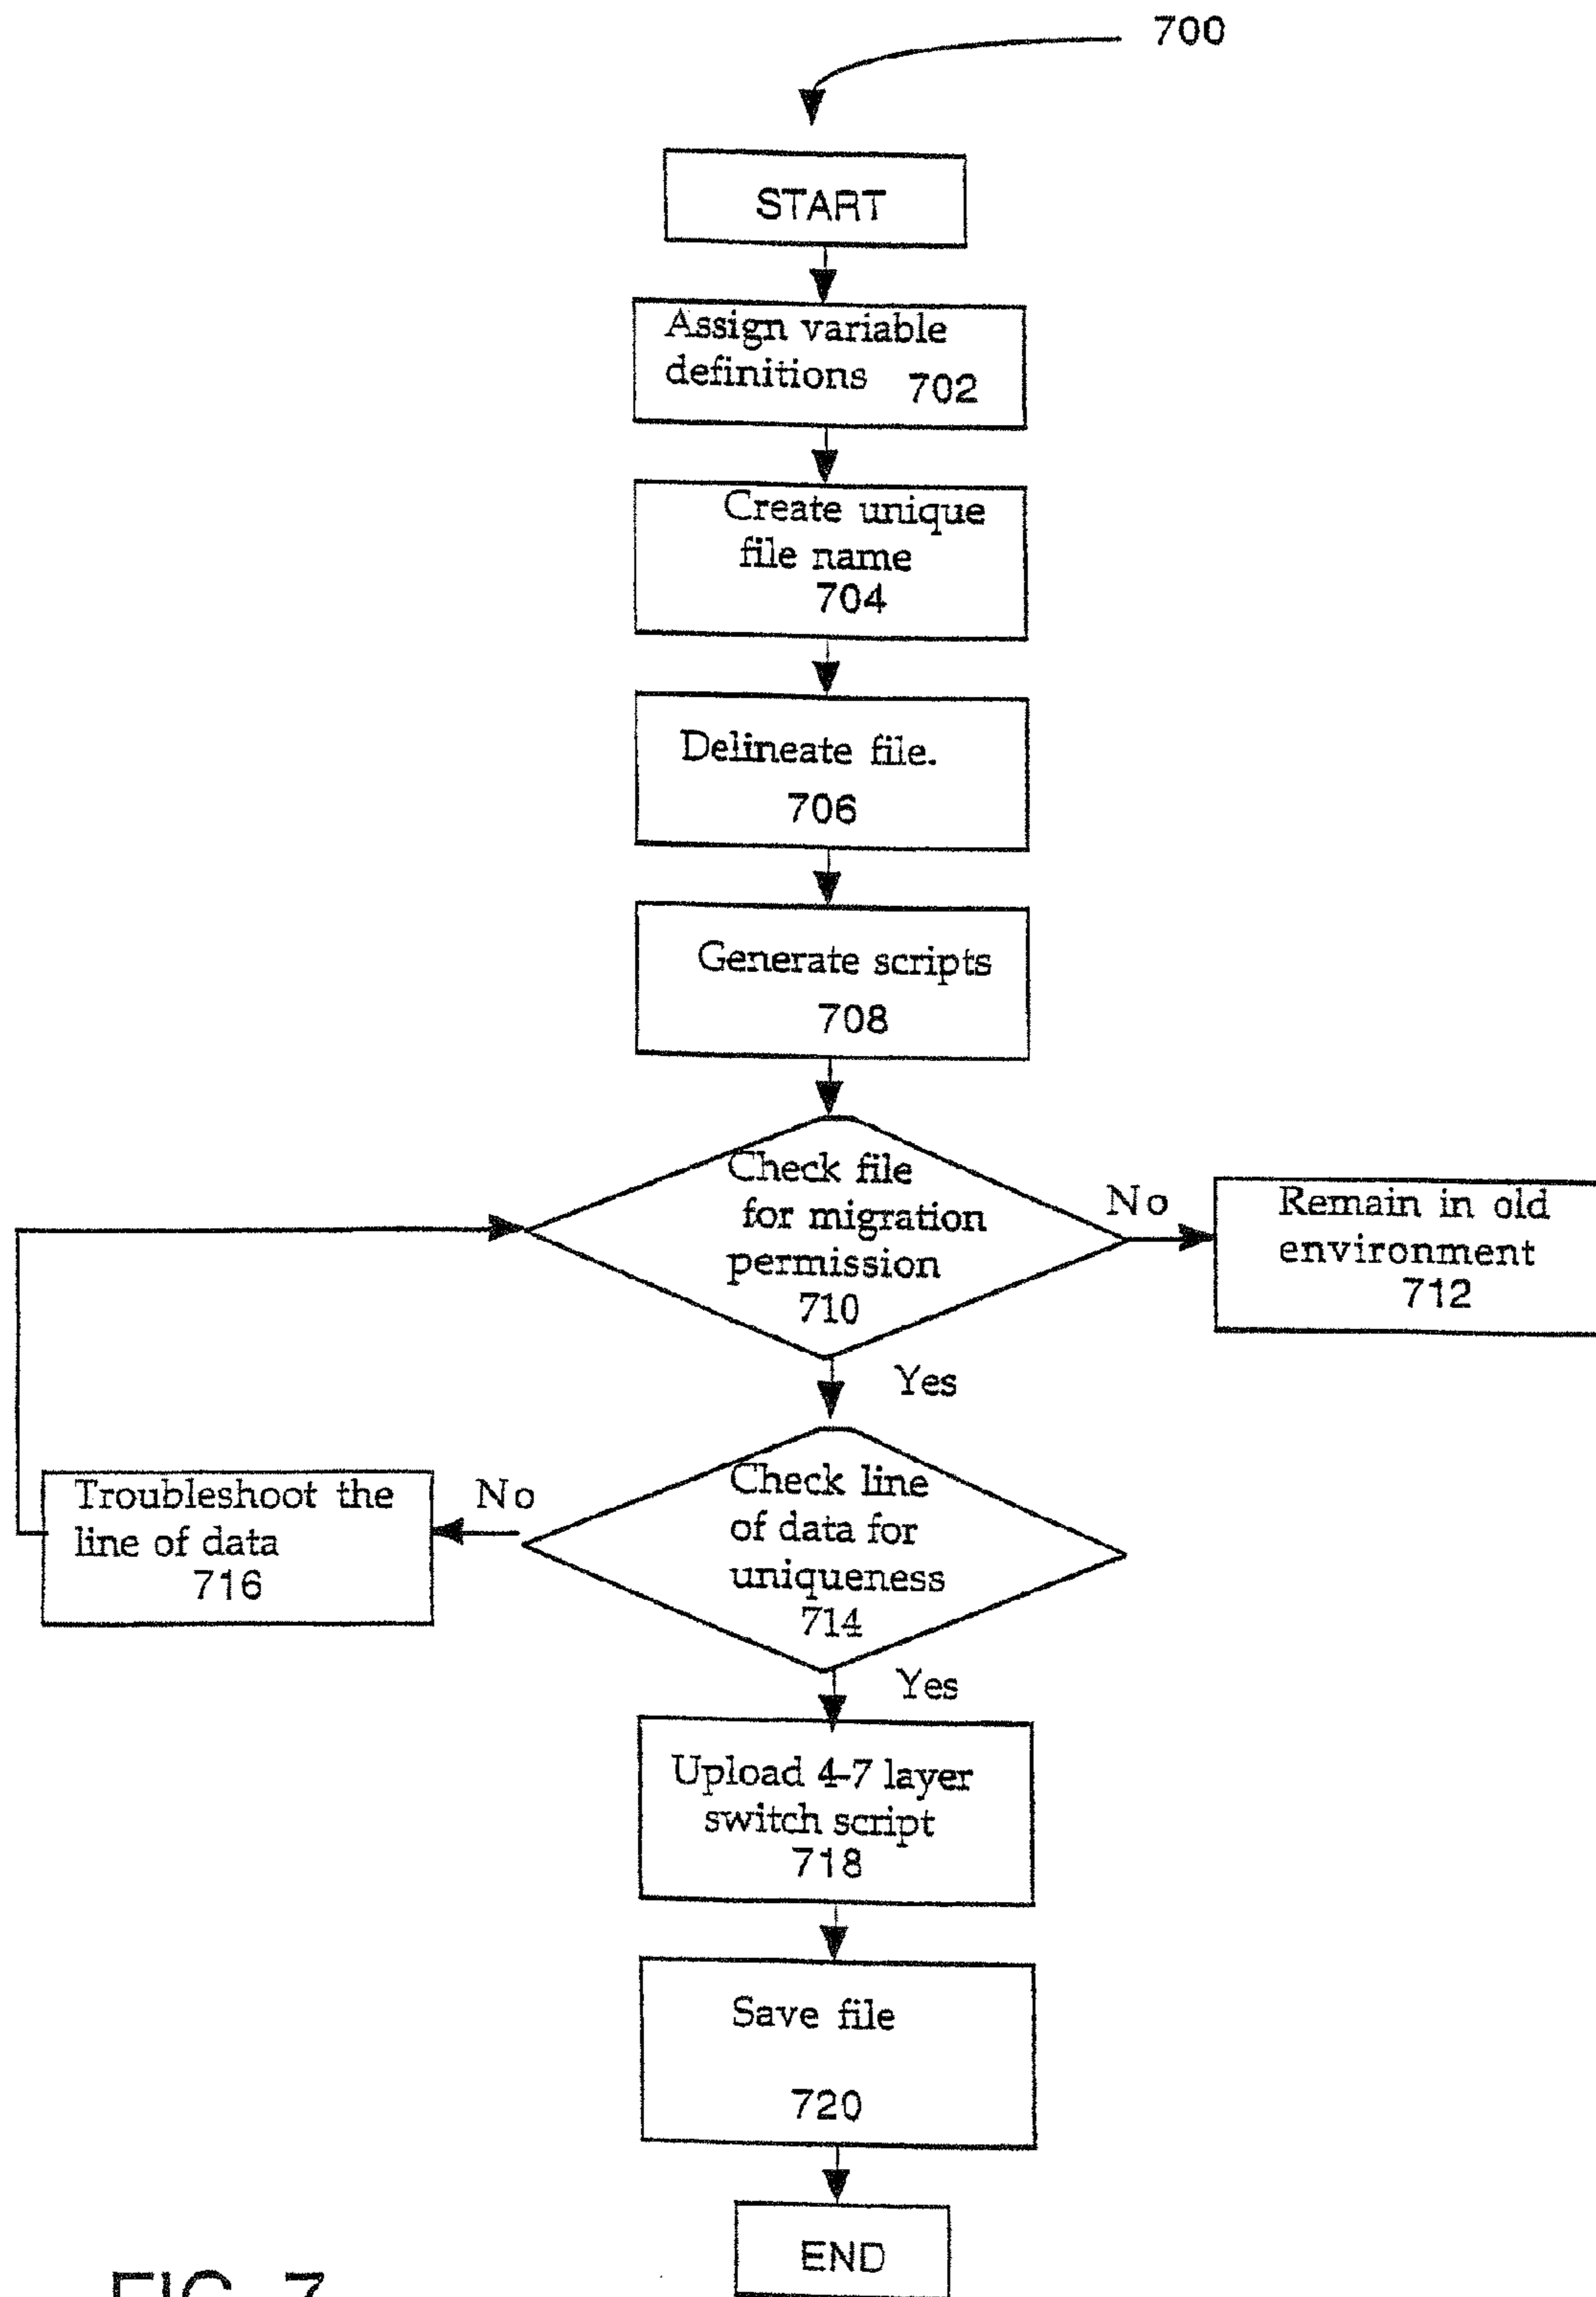 700
START
Assign variable
definitions 702
Create unique
file name
704
Delineate file.
706
Generate scripts
708
Check file
for migration
permission
710
No
Remain in old
environment
712
Yes
Check line
of data for
uniqueness
714
No
Troubleshoot the
line of data
716
Yes
Upload 4-7 layer
switch script
718
Save file
720
END
FIG. 7